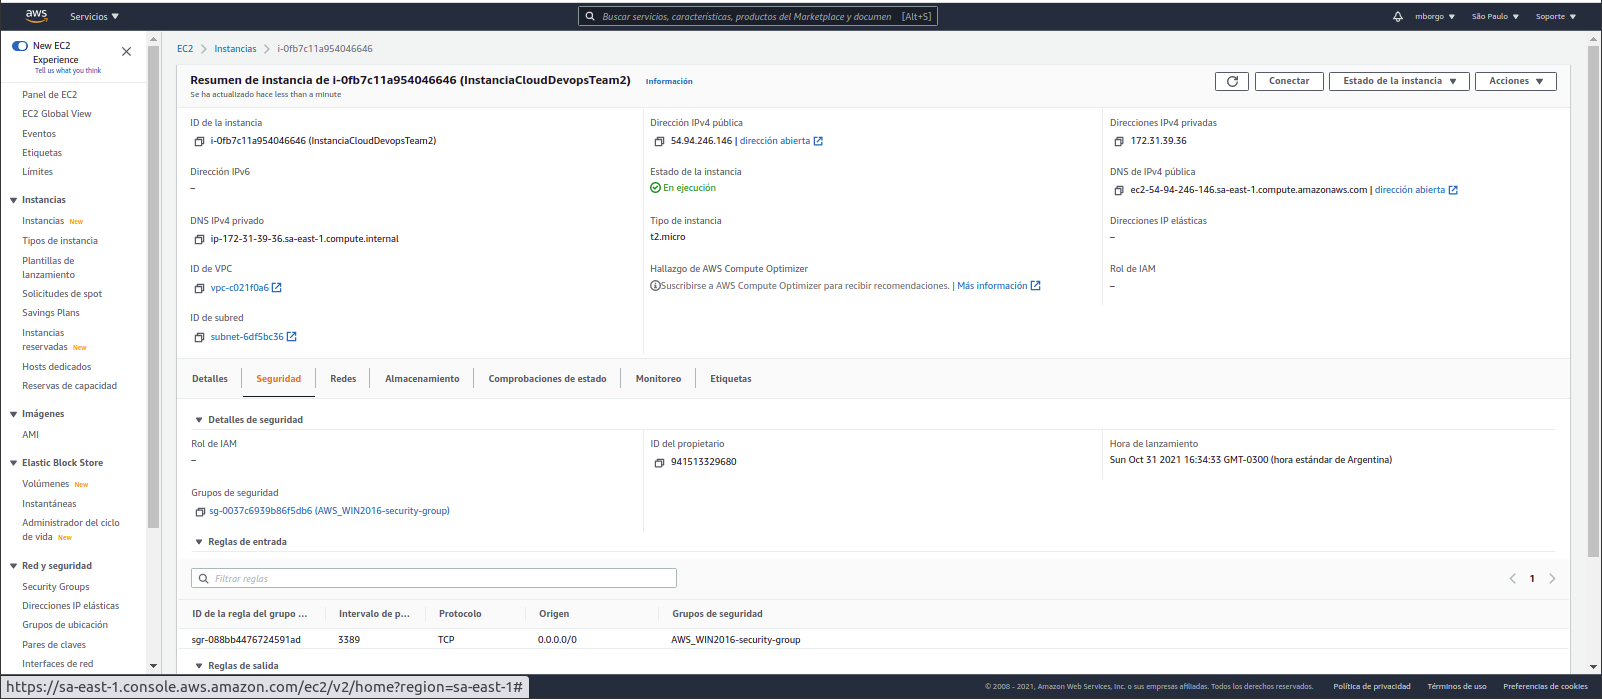 aws Servicios Buscar servicios, características, productos del Marketplace y documen [Alt+S] mborgo São Paulo Soporte
New EC2
Experience
Tell us what you think
Panel de EC2
EC2 Global View
Eventos
Etiquetas
Límites
Instancias
Instancias New
Tipos de instancia
Plantillas de
lanzamiento
Solicitudes de spot
Savings Plans
Instancias
reservadas New
Hosts dedicados
Reservas de capacidad
Imágenes
AMI
Elastic Block Store
Volúmenes New
Instantáneas
Administrador del ciclo
de vida New
Red y seguridad
Security Groups
Direcciones IP elásticas
Grupos de ubicación
Pares de claves
Interfaces de red
EC2 Instancias i-0fb7c11a954046646
Resumen de instancia de i-0fb7c11a954046646 (InstanciaCloudDevopsTeam2) Información Conectar Estado de la instancia Acciones
Se ha actualizado hace less than a minute
ID de la instancia
i-0fb7c11a954046646 (InstanciaCloudDevopsTeam2)
Dirección IPv4 pública
54.94.246.146 | dirección abierta
Direcciones IPv4 privadas
172.31.39.36
Dirección IPv6
–
Estado de la instancia
En ejecución
DNS de IPv4 pública
ec2-54-94-246-146.sa-east-1.compute.amazonaws.com | dirección abierta
DNS IPv4 privado
ip-172-31-39-36.sa-east-1.compute.internal
Tipo de instancia
t2.micro
Direcciones IP elásticas
–
ID de VPC
vpc-c021f0a6
Hallazgo de AWS Compute Optimizer
Suscribirse a AWS Compute Optimizer para recibir recomendaciones. | Más información
Rol de IAM
–
ID de subred
subnet-6df5bc36
Detalles Seguridad Redes Almacenamiento Comprobaciones de estado Monitoreo Etiquetas
Detalles de seguridad
Rol de IAM
–
ID del propietario
941513329680
Hora de lanzamiento
Sun Oct 31 2021 16:34:33 GMT-0300 (hora estándar de Argentina)
Grupos de seguridad
sg-0037c6939b86f5db6 (AWS_WIN2016-security-group)
Reglas de entrada
Filtrar reglas 1
ID de la regla del grupo ... Intervalo de p... Protocolo Origen Grupos de seguridad
sgr-088bb4476724591ad 3389 TCP 0.0.0.0/0 AWS_WIN2016-security-group
Reglas de salida
https://sa-east-1.console.aws.amazon.com/ec2/v2/home?region=sa-east-1# © 2008 - 2021, Amazon Web Services, Inc. o sus empresas afiliadas. Todos los derechos reservados. Política de privacidad Términos de uso Preferencias de cookies